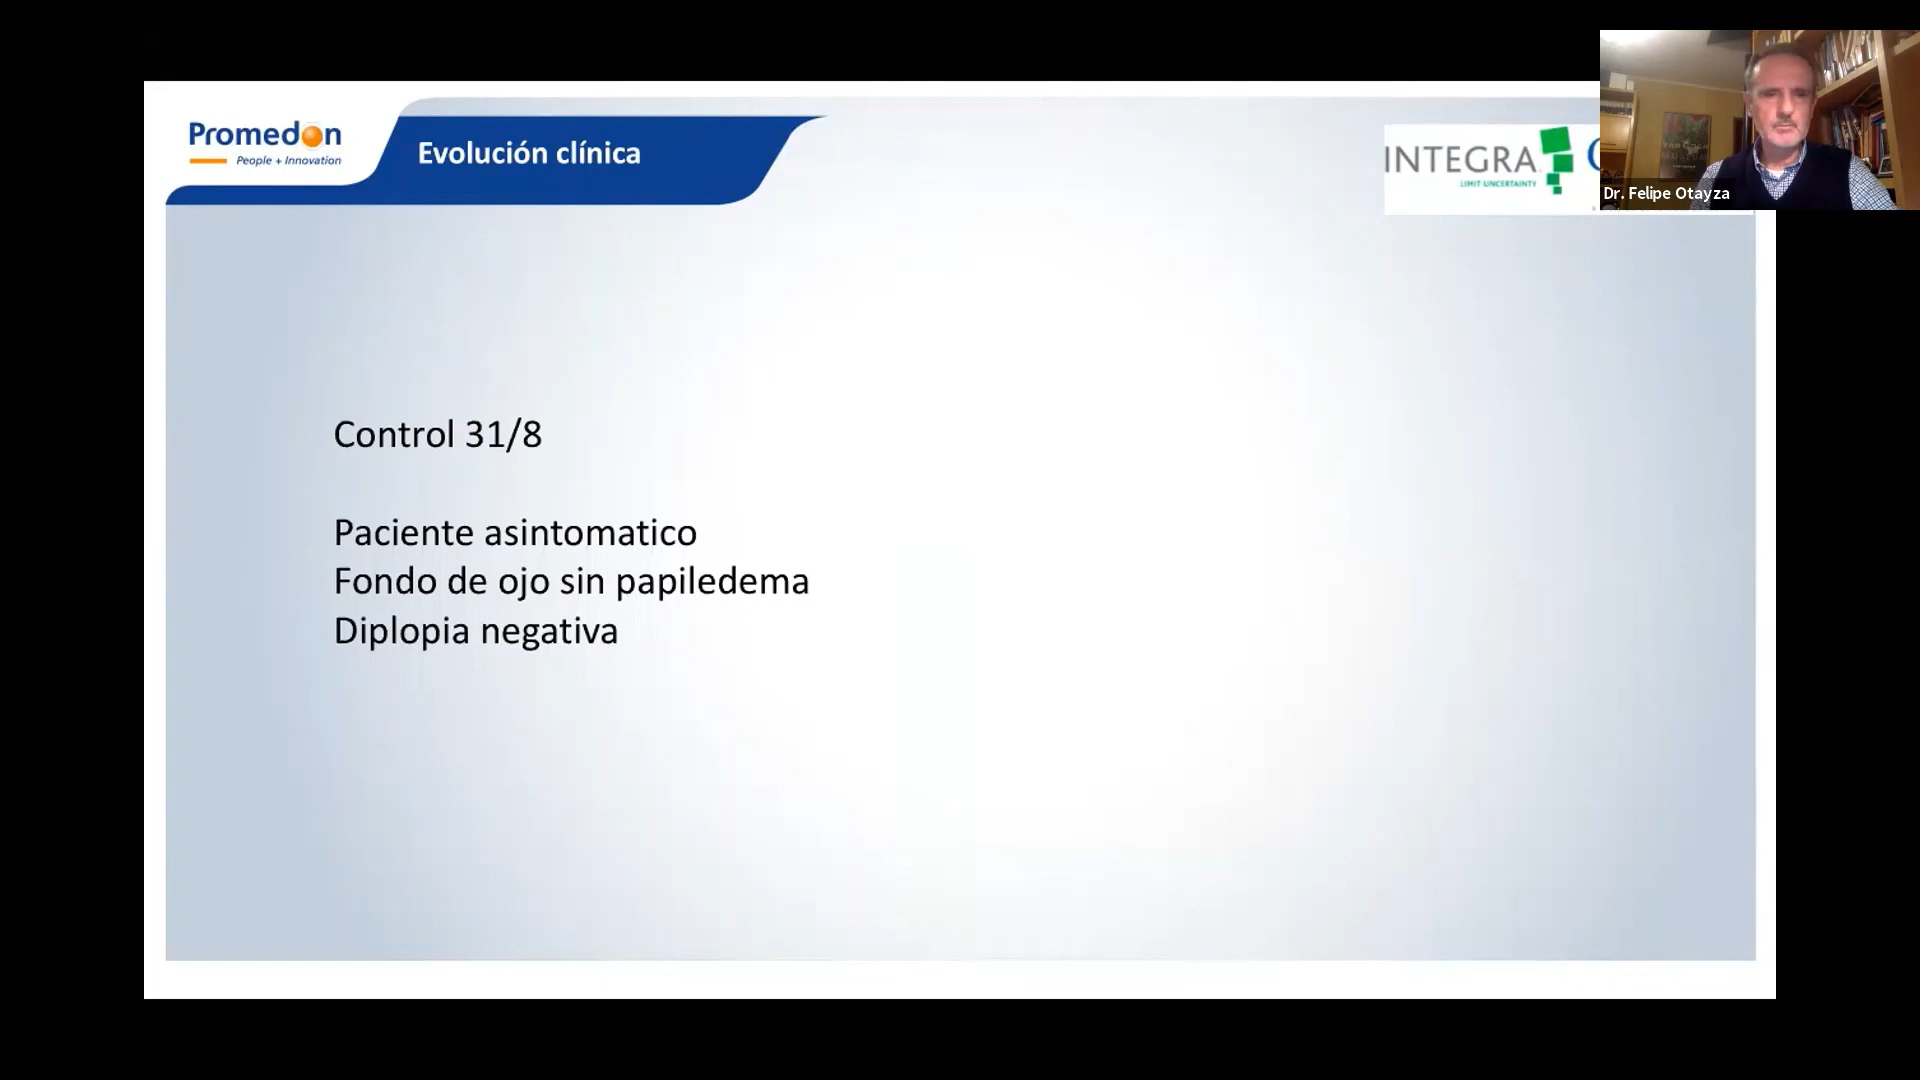 Promedon
People + Innovation
Evolución clínica
INTEGRA
LIMIT UNCERTAINTY
Dr. Felipe Otayza
Control 31/8
Paciente asintomatico
Fondo de ojo sin papiledema
Diplopia negativa